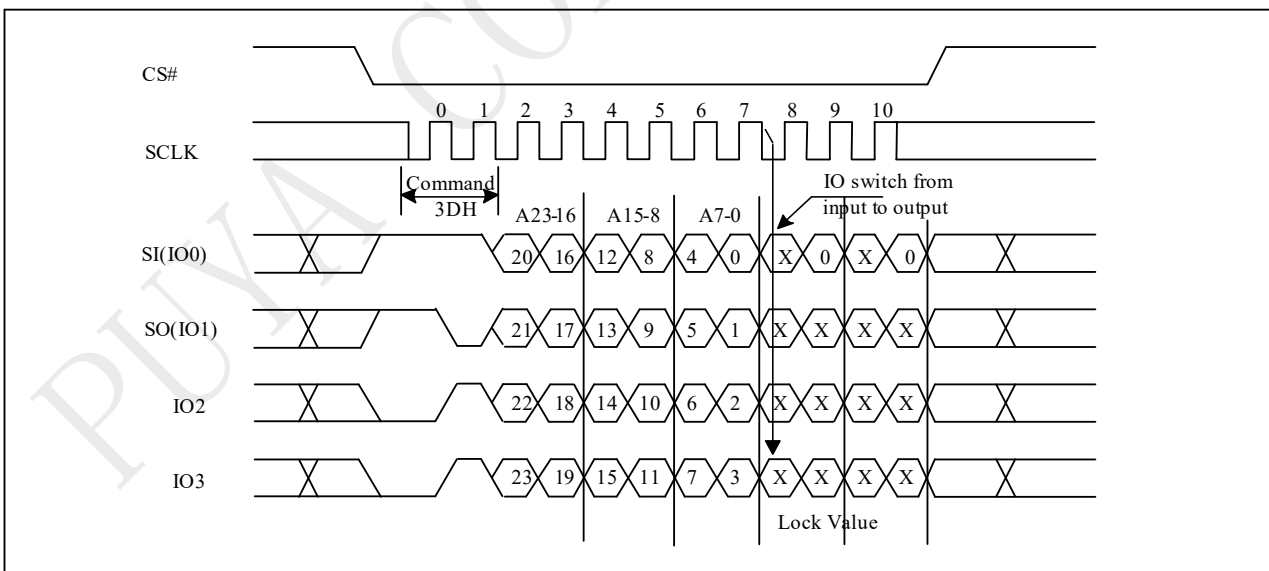 PUYA CO
CS#
0 1 2 3 4 5 6 7 8 9 10
SCLK
Command
3DH
IO switch from
input to output
A23-16 A15-8 A7-0
SI(IO0) 20 16 12 8 4 0 X 0 X 0
SO(IO1) 21 17 13 9 5 1 X X X X
IO2 22 18 14 10 6 2 X X X X
IO3 23 19 15 11 7 3 X X X X
Lock Value